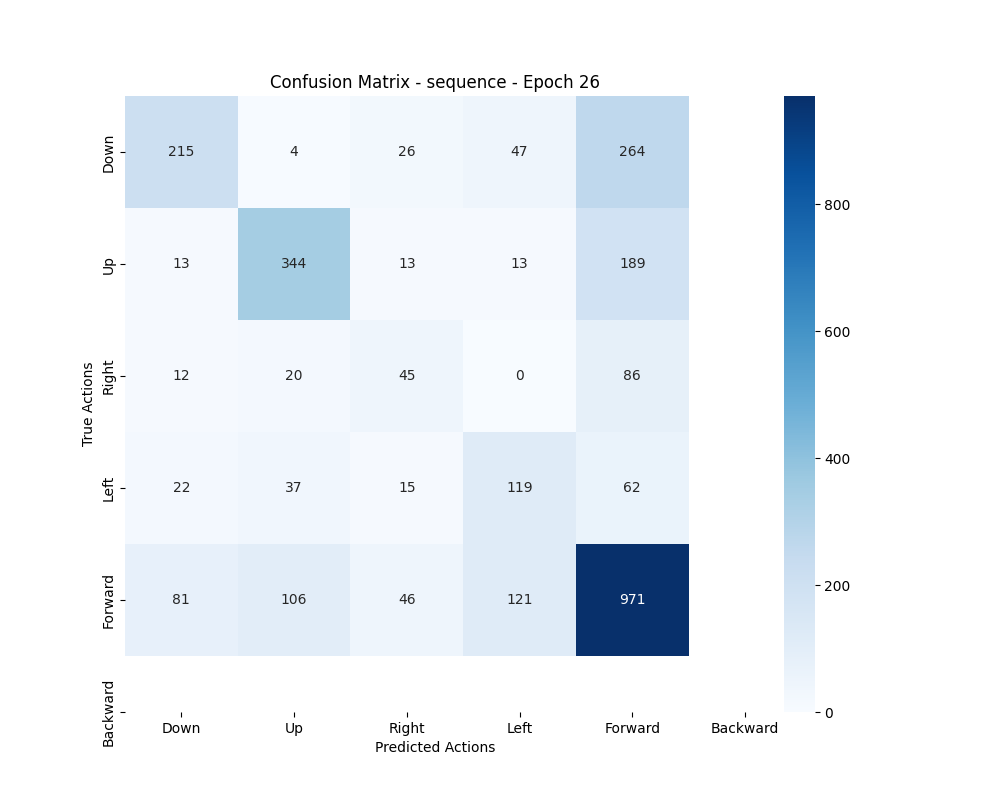 Confusion Matrix - sequence - Epoch 26
Down 215 4 26 47 264
Up 13 344 13 13 189
Right 12 20 45 0 86
Left 22 37 15 119 62
Forward 81 106 46 121 971
Backward
True Actions
Down Up Right Left Forward Backward
Predicted Actions
800
600
400
200
0